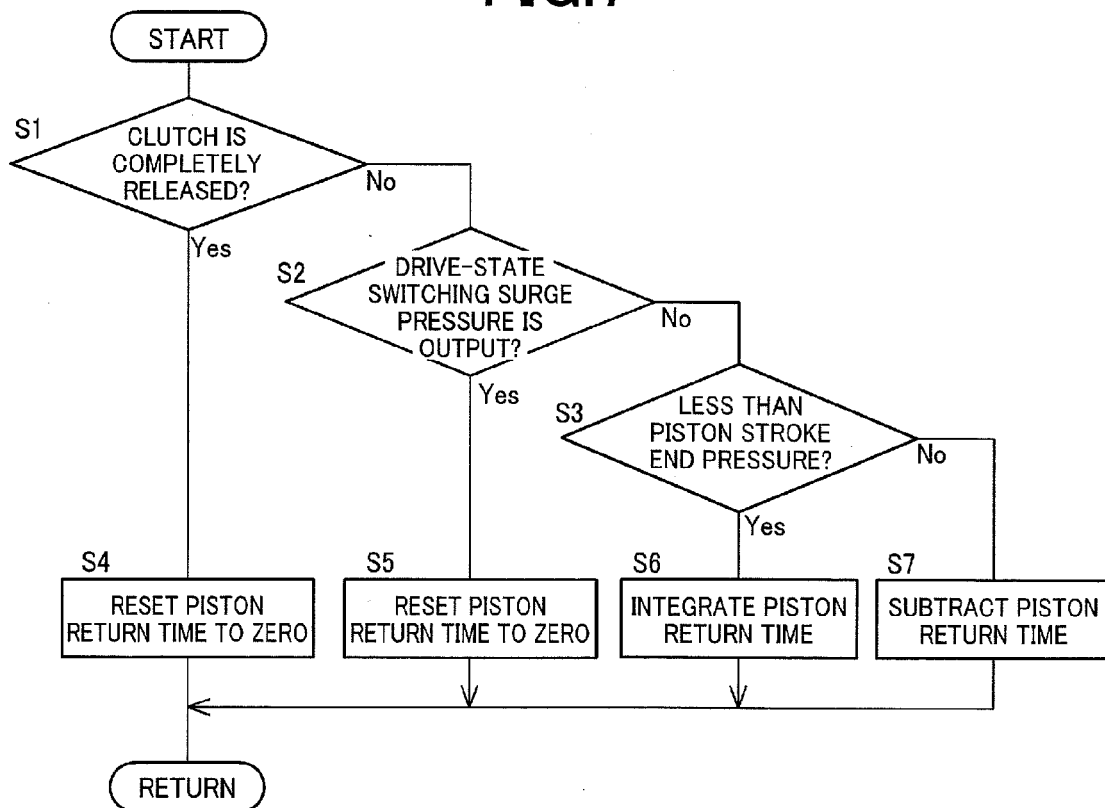 START
S1
CLUTCH IS
COMPLETELY
RELEASED?
No
Yes
S2
DRIVE-STATE
SWITCHING SURGE
PRESSURE IS
OUTPUT?
No
Yes
S3
LESS THAN
PISTON STROKE
END PRESSURE?
No
Yes
S4
RESET PISTON
RETURN TIME TO ZERO
S5
RESET PISTON
RETURN TIME TO ZERO
S6
INTEGRATE PISTON
RETURN TIME
S7
SUBTRACT PISTON
RETURN TIME
RETURN